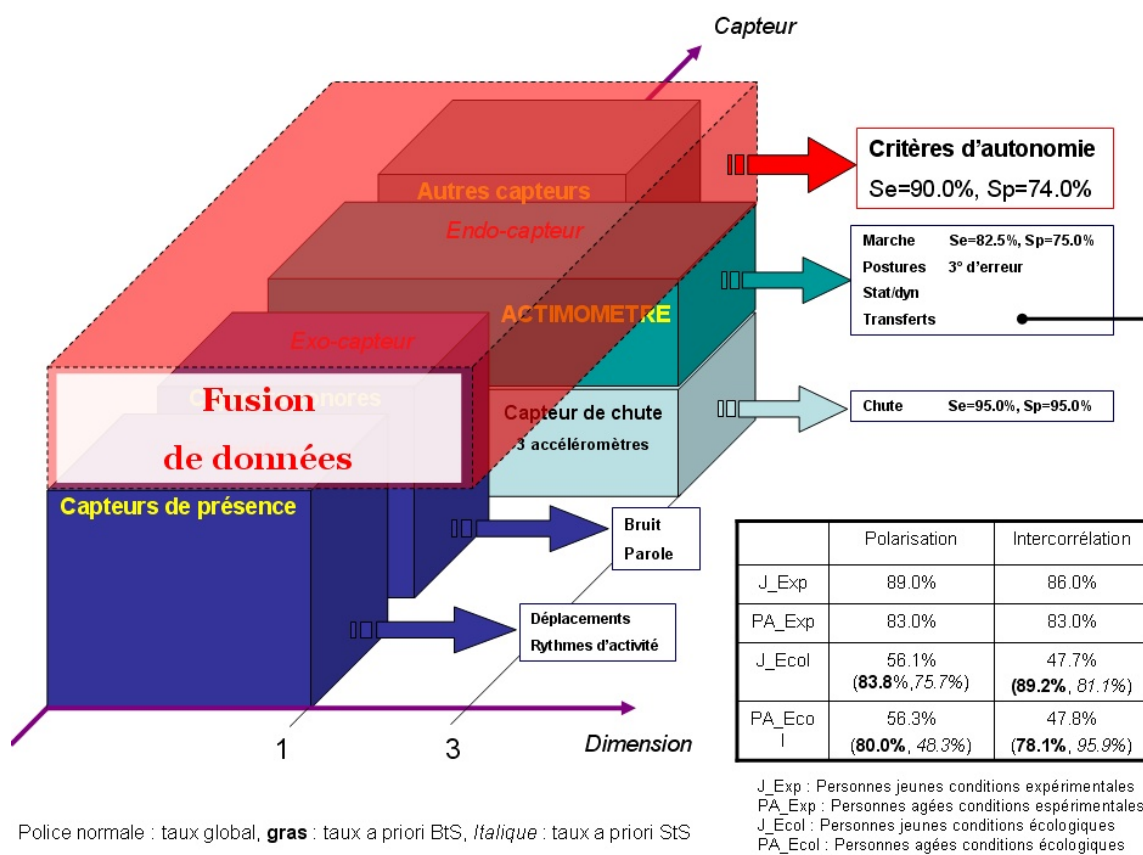 Capteur
Critères d'autonomie
Se=90.0%, Sp=74.0%
Autres capteurs
Endo-capteur
Marche Se=82.5%, Sp=75.0%
Postures 3° d'erreur
Stat/dyn
Transferts
ACTIMOMETRE
Exo-capteur
Fusion
de données
Capteur de chute
3 accéléromètres
Chute Se=95.0%, Sp=95.0%
Capteurs de présence
Bruit
Parole
Déplacements
Rythmes d'activité
1
3
Dimension
Polarisation Intercorrélation
J_Exp 89.0% 86.0%
PA_Exp 83.0% 83.0%
J_Ecol 56.1% 47.7%
(83.8%,75.7%) (89.2%, 81.1%)
PA_Eco 56.3% 47.8%
l (80.0%, 48.3%) (78.1%, 95.9%)
J_Exp : Personnes jeunes conditions expérimentales
PA_Exp : Personnes agées conditions espérimentales
J_Ecol : Personnes jeunes conditions écologiques
PA_Ecol : Personnes agées conditions écologiques
Police normale : taux global, gras : taux a priori BtS, Italique : taux a priori StS